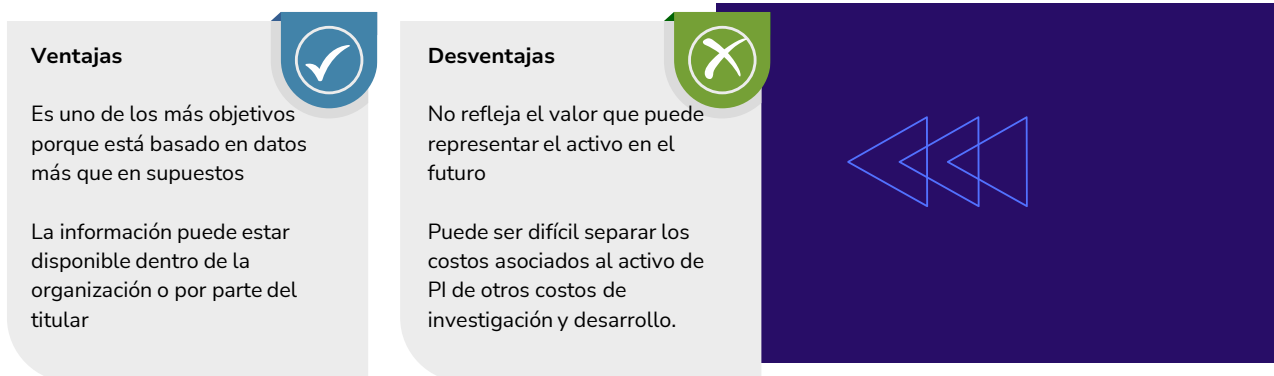 Ventajas
Es uno de los más objetivos
porque está basado en datos
más que en supuestos
La información puede estar
disponible dentro de la
organización o por parte del
titular
Desventajas
No refleja el valor que puede
representar el activo en el
futuro
Puede ser difícil separar los
costos asociados al activo de
PI de otros costos de
investigación y desarrollo.